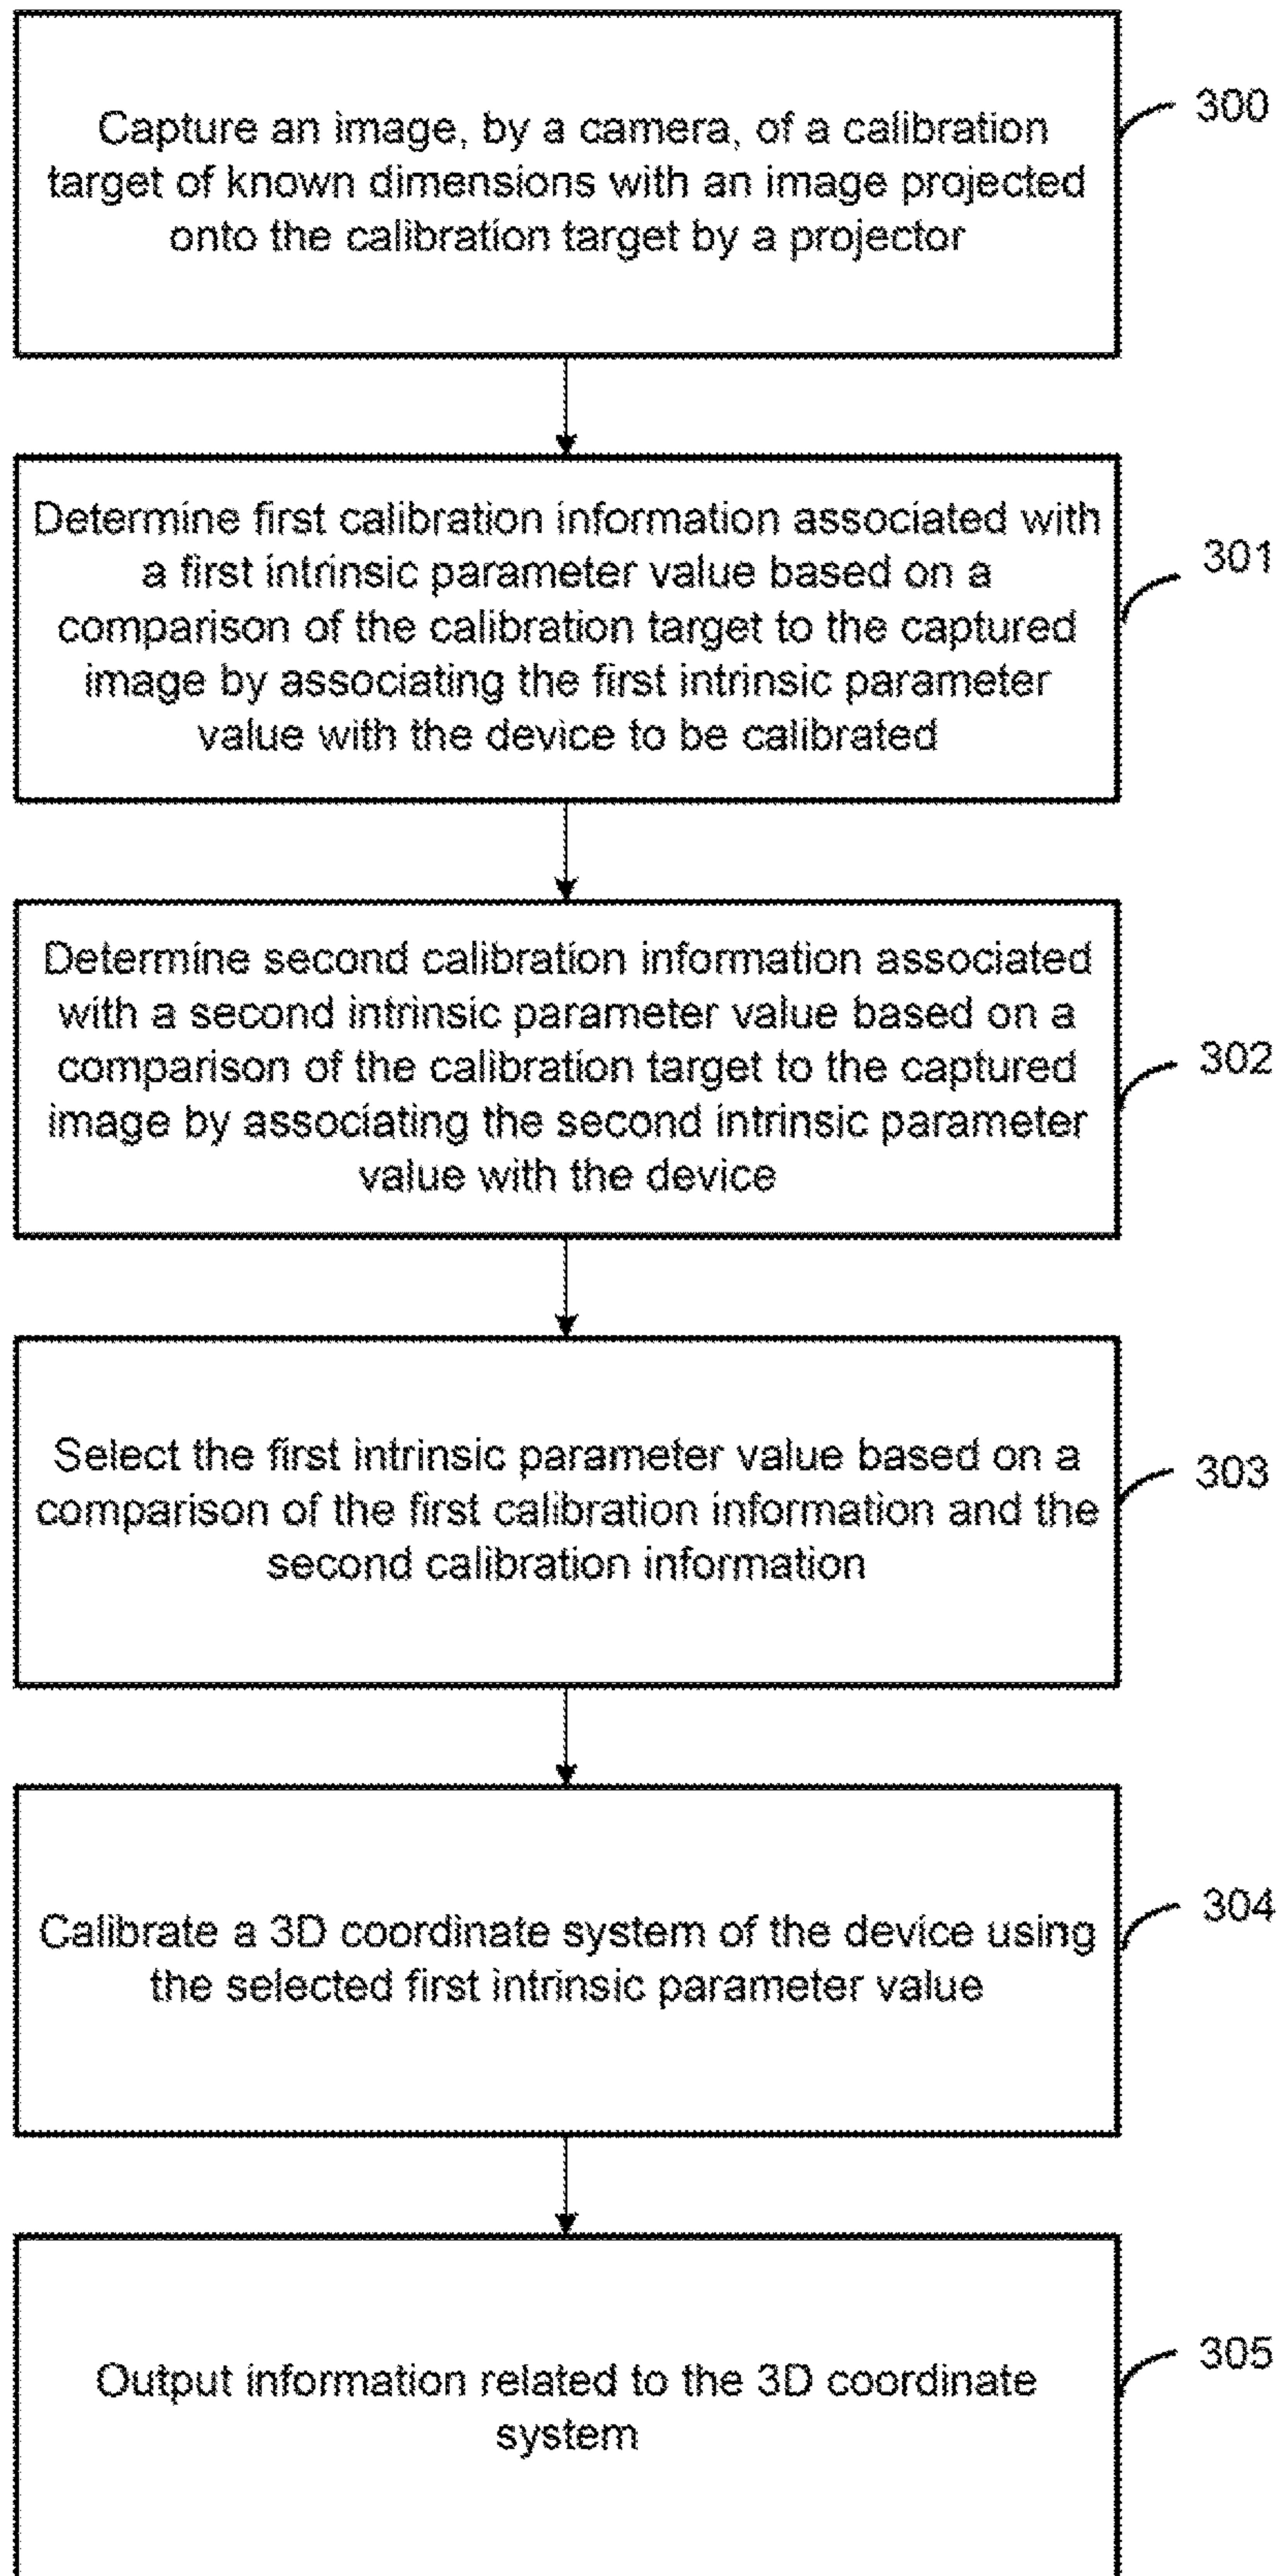 Capture an image, by a camera, of a calibration
target of known dimensions with an image projected
onto the calibration target by a projector
300
Determine first calibration information associated with
a first intrinsic parameter value based on a
comparison of the calibration target to the captured
image by associating the first intrinsic parameter
value with the device to be calibrated
301
Determine second calibration information associated
with a second intrinsic parameter value based on a
comparison of the calibration target to the captured
image by associating the second intrinsic parameter
value with the device
302
Select the first intrinsic parameter value based on a
comparison of the first calibration information and the
second calibration information
303
Calibrate a 3D coordinate system of the device using
the selected first intrinsic parameter value
304
Output information related to the 3D coordinate
system
305